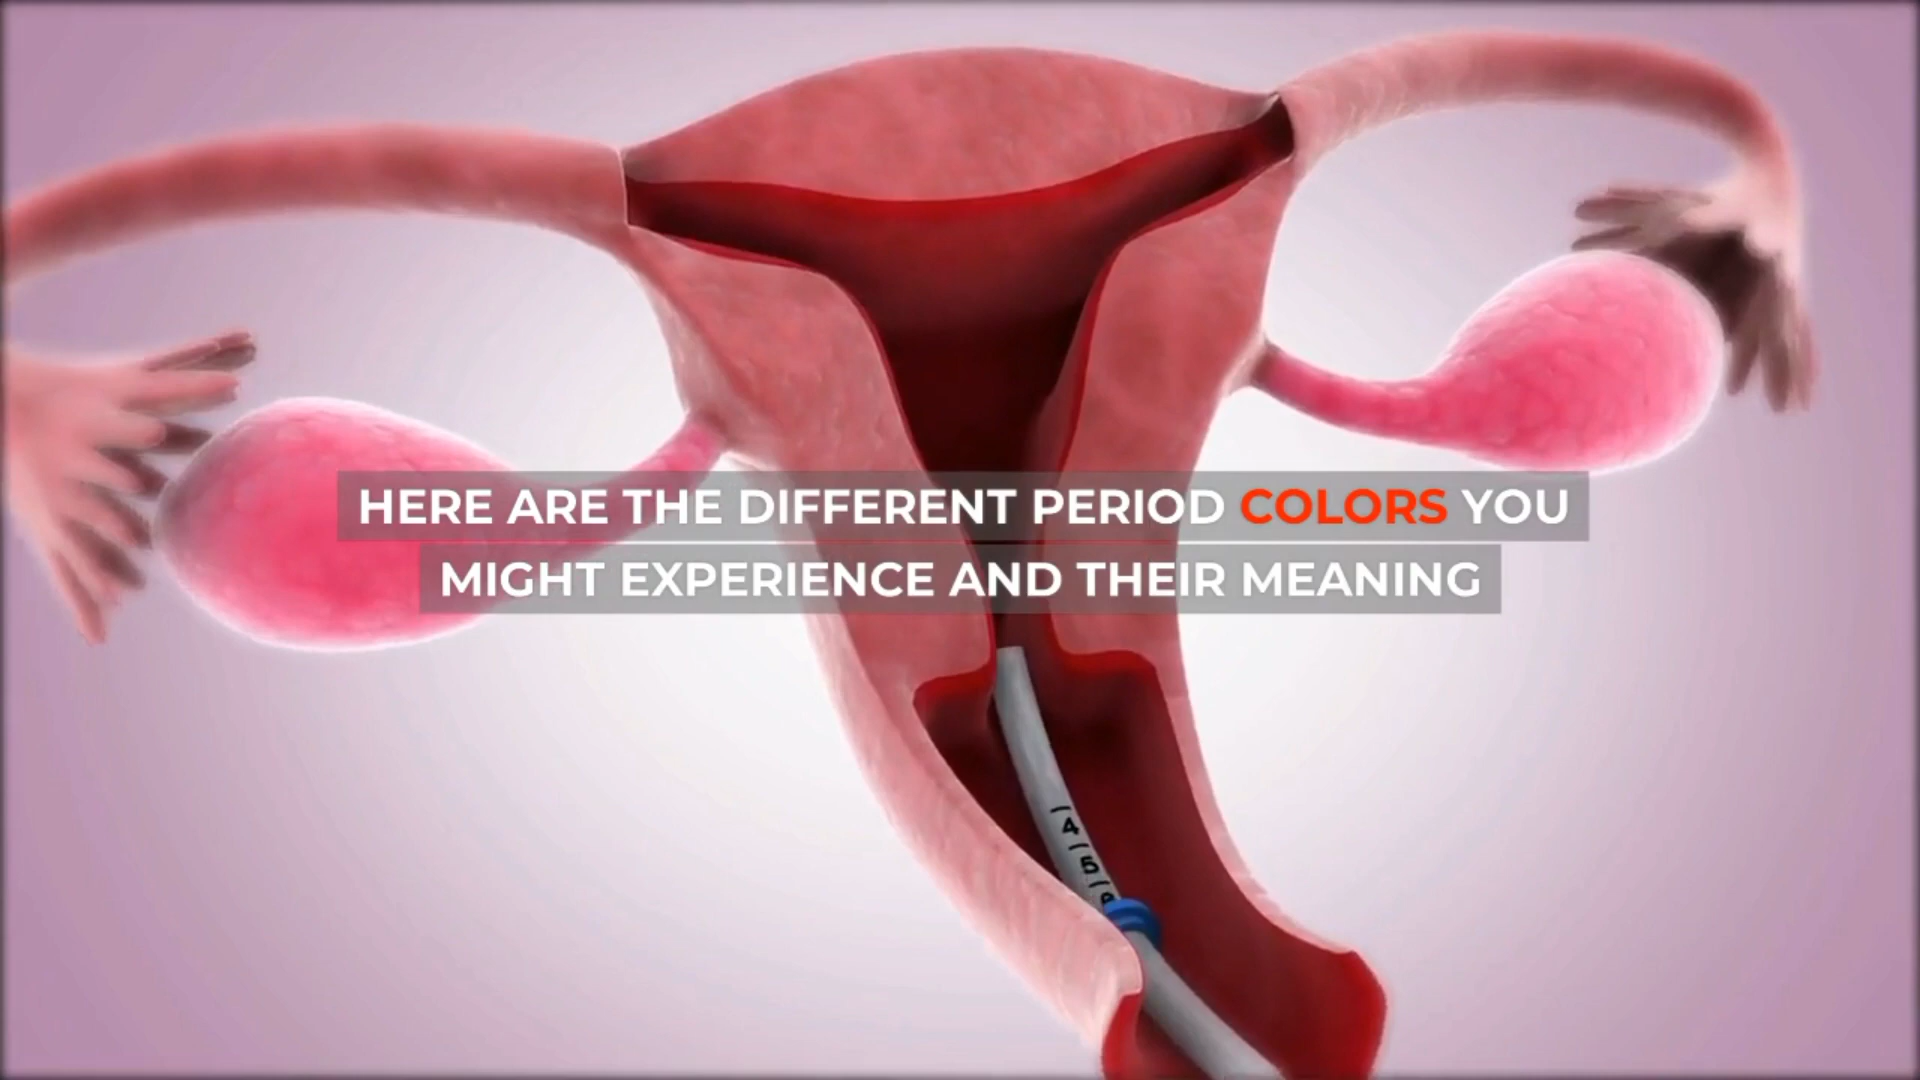 HERE ARE THE DIFFERENT PERIOD COLORS YOU
MIGHT EXPERIENCE AND THEIR MEANING
4
5